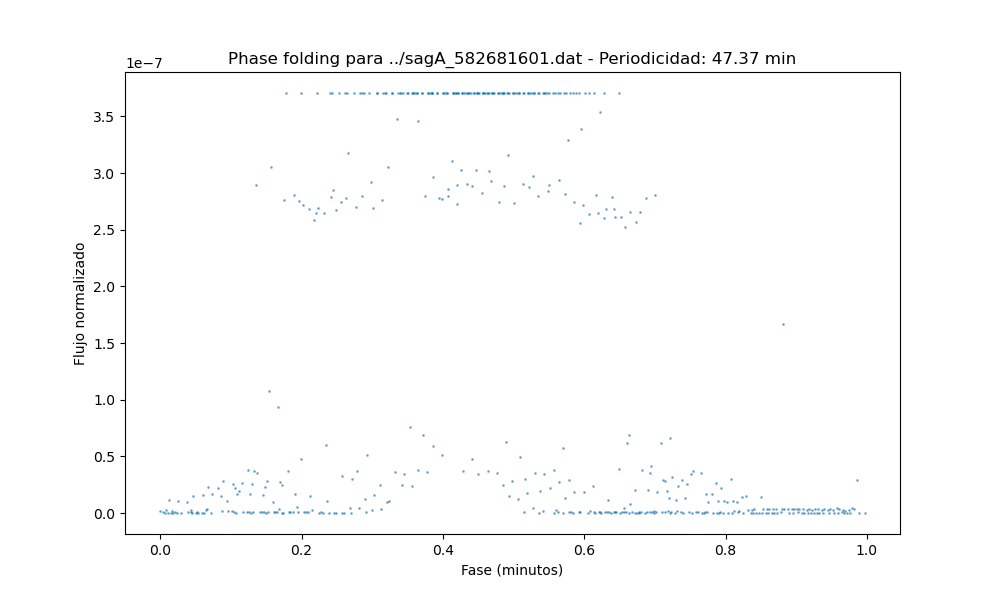 Phase folding para ../sagA_582681601.dat - Periodicidad: 47.37 min
1e−7
3.5
3.0
2.5
2.0
1.5
1.0
0.5
0.0
Flujo normalizado
0.0 0.2 0.4 0.6 0.8 1.0
Fase (minutos)